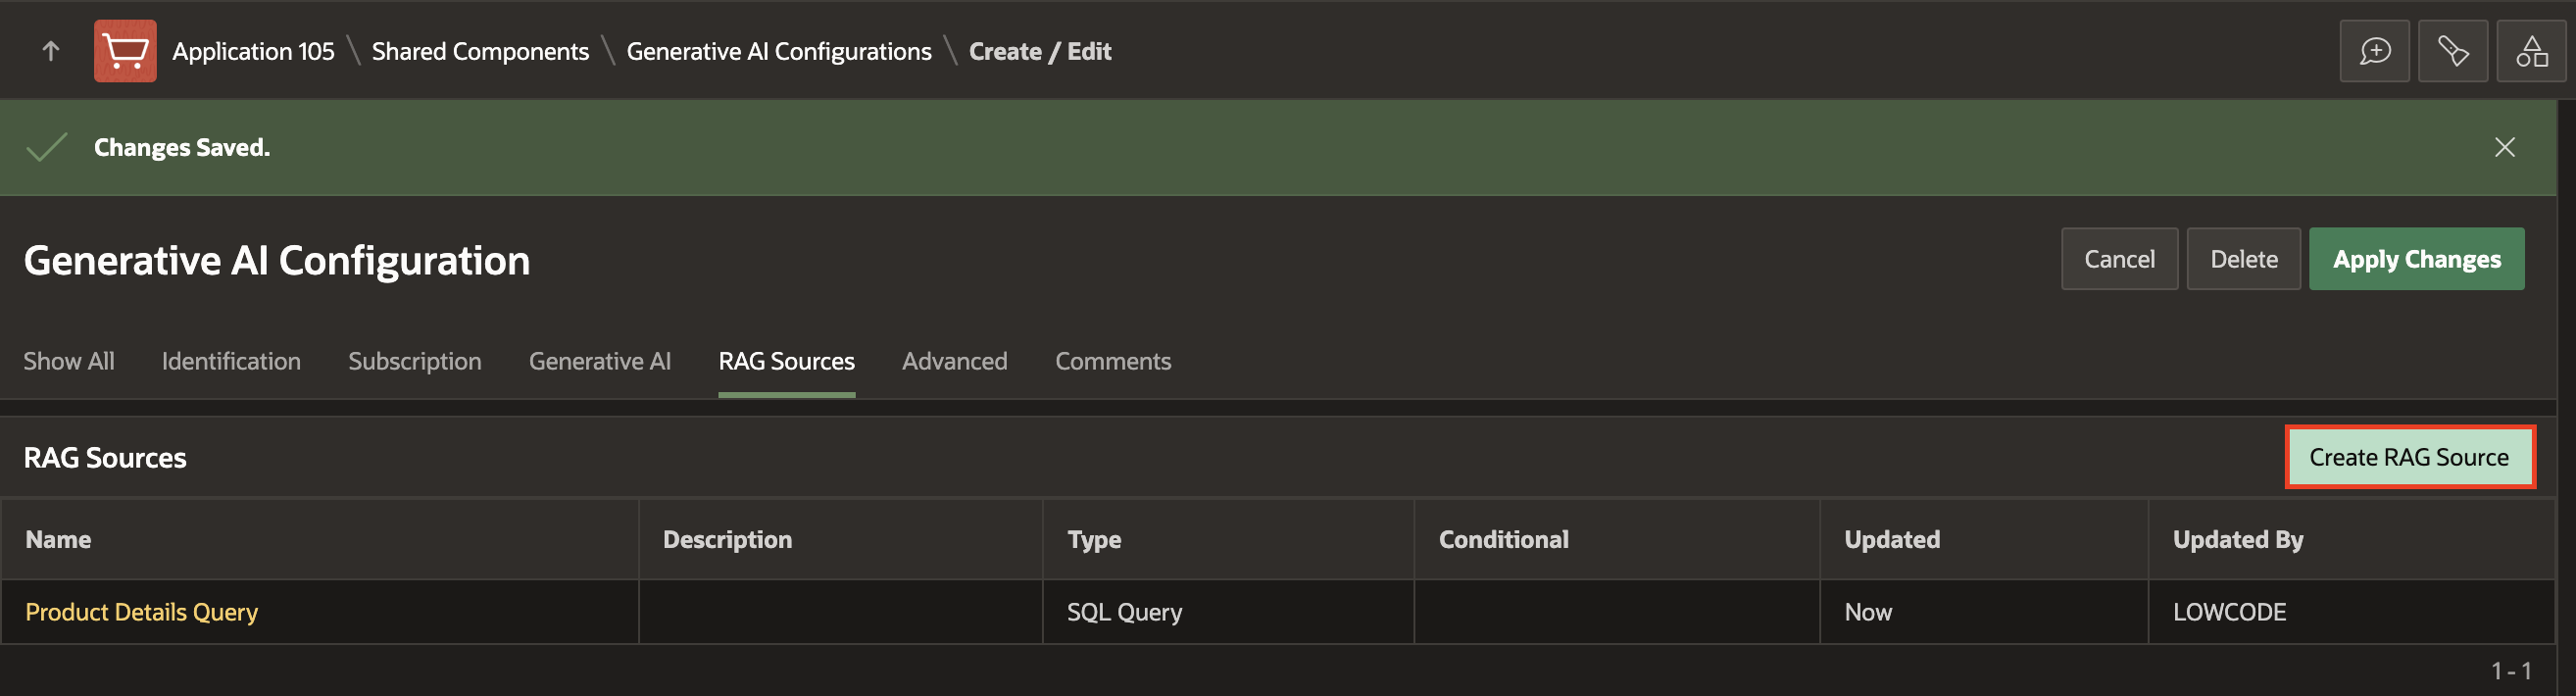 Application 105 \ Shared Components \ Generative AI Configurations \ Create / Edit
Changes Saved.
Generative AI Configuration
Cancel Delete Apply Changes
Show All Identification Subscription Generative AI RAG Sources Advanced Comments
RAG Sources Create RAG Source
Name Description Type Conditional Updated Updated By
Product Details Query SQL Query Now LOWCODE
1 - 1